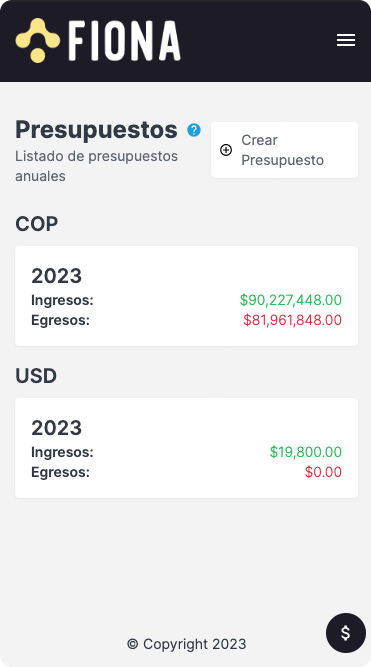 FIONA
Presupuestos ?
Listado de presupuestos
anuales
Crear
Presupuesto
COP
2023
Ingresos: $90,227,448.00
Egresos: $81,961,848.00
USD
2023
Ingresos: $19,800.00
Egresos: $0.00
© Copyright 2023
$